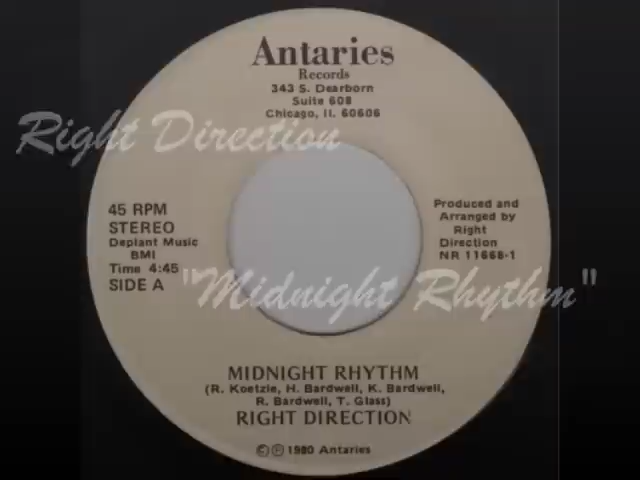 Antaries
Records
343 S. Dearborn
Suite 608
Chicago, Il. 60606
Right Direction
45 RPM
STEREO
Deplant Music
BMI
Time 4:45
SIDE A
Produced and
Arranged by
Right
Direction
NR 11668-1
"Midnight Rhythm"
MIDNIGHT RHYTHM
(R. Koetzle, H. Bardwell, K. Bardwell,
R. Bardwell, T. Glass)
RIGHT DIRECTION
©℗ 1980 Antaries